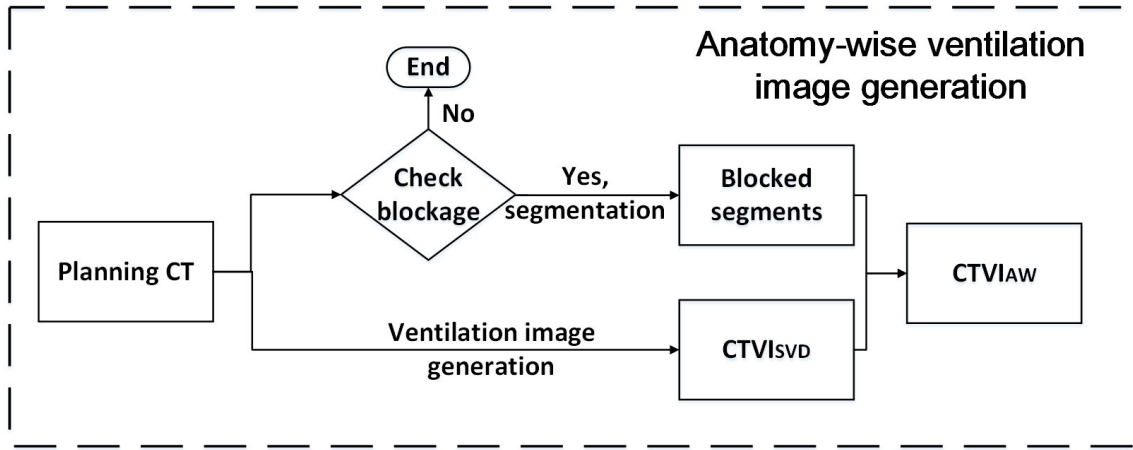 Anatomy-wise ventilation
image generation
End
No
Check
blockage
Yes,
segmentation
Blocked
segments
Planning CT
CTVIAW
Ventilation image
generation
CTVISVD